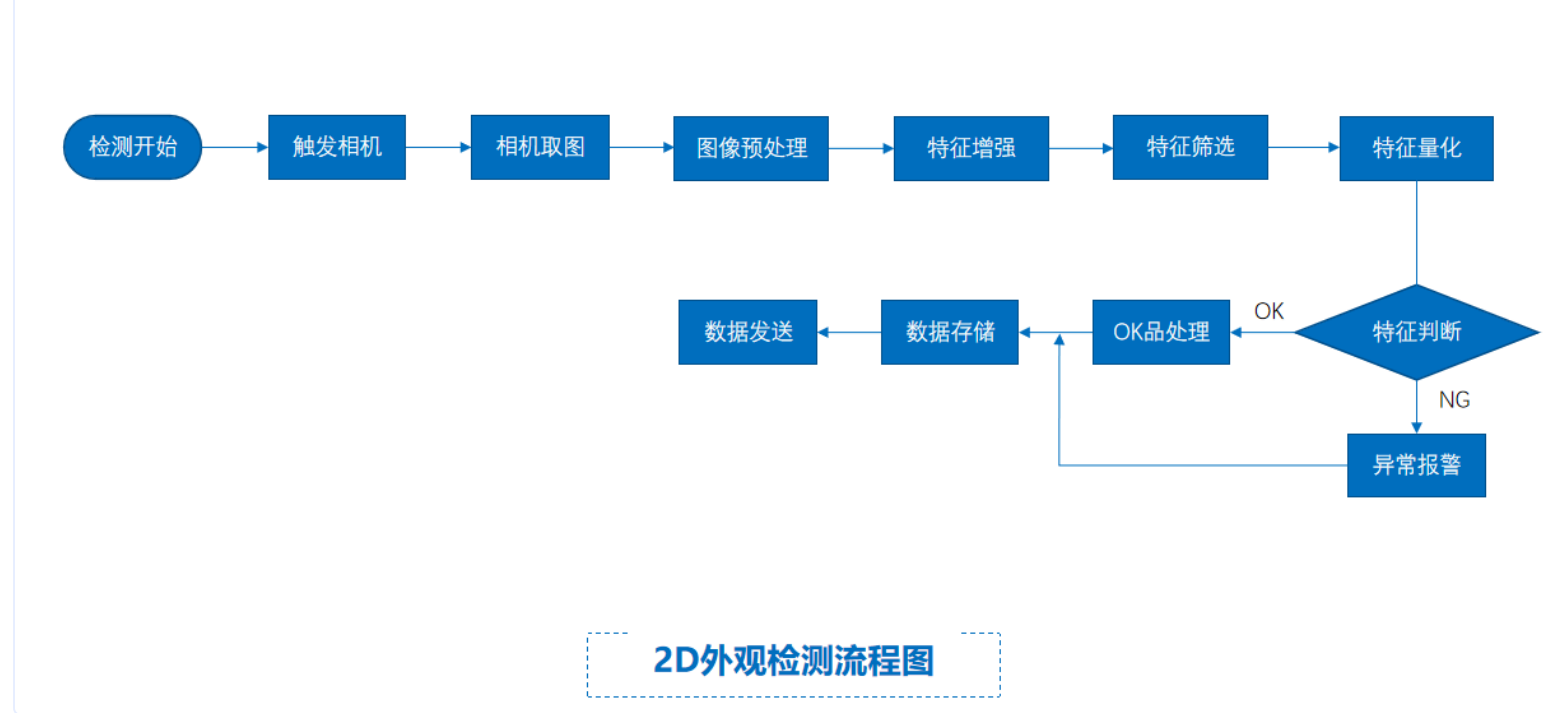 检测开始
触发相机
相机取图
图像预处理
特征增强
特征筛选
特征量化
数据发送
数据存储
OK品处理
OK
特征判断
NG
异常报警
2D外观检测流程图